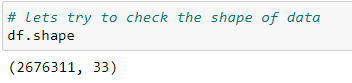 # lets try to check the shape of data
df.shape
(2676311, 33)